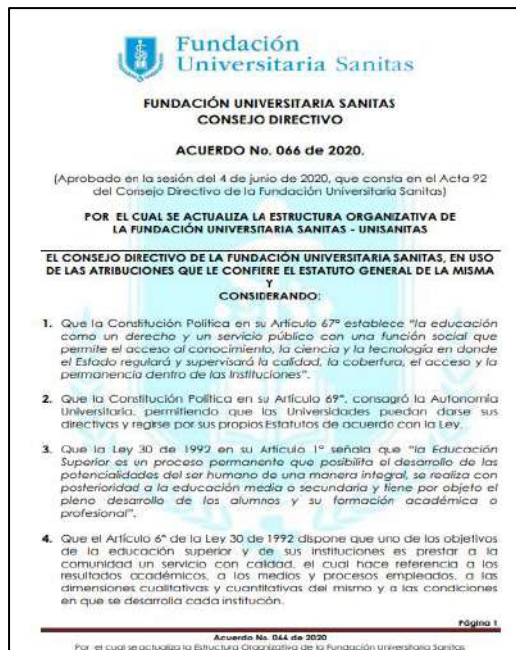 Fundación
Universitaria Sanitas
FUNDACIÓN UNIVERSITARIA SANITAS
CONSEJO DIRECTIVO
ACUERDO No. 066 de 2020.
(Aprobado en la sesión del 4 de junio de 2020, que consta en el Acta 92
del Consejo Directivo de la Fundación Universitaria Sanitas)
POR EL CUAL SE ACTUALIZA LA ESTRUCTURA ORGANIZATIVA DE
LA FUNDACIÓN UNIVERSITARIA SANITAS - UNISANITAS
EL CONSEJO DIRECTIVO DE LA FUNDACIÓN UNIVERSITARIA SANITAS, EN USO
DE LAS ATRIBUCIONES QUE LE CONFIERE EL ESTATUTO GENERAL DE LA MISMA
Y
CONSIDERANDO:
1. Que la Constitución Política en su Artículo 67º establece "la educación
como un derecho y un servicio público con una función social que
permite el acceso al conocimiento, la ciencia y la tecnología en donde
el Estado regulará y supervisará la calidad, la cobertura, el acceso y la
permanencia dentro de las Instituciones".
2. Que la Constitución Política en su Artículo 69º, consagró la Autonomía
Universitaria, permitiendo que las Universidades puedan darse sus
directivas y regirse por sus propios Estatutos de acuerdo con la Ley.
3. Que la Ley 30 de 1992 en su Artículo 1º señala que "la Educación
Superior es un proceso permanente que posibilita el desarrollo de las
potencialidades del ser humano de una manera integral, se realiza con
posterioridad a la educación media o secundaria y tiene por objeto el
pleno desarrollo de los alumnos y su formación académica o
profesional".
4. Que el Artículo 6º de la Ley 30 de 1992 dispone que uno de los objetivos
de la educación superior y de sus instituciones es prestar a la
comunidad un servicio con calidad, el cual hace referencia a los
resultados académicos, a los medios y procesos empleados, a las
dimensiones cualitativas y cuantitativas del mismo y a las condiciones
en que se desarrolla cada institución.
Página 1
Acuerdo No. 066 de 2020
Por el cual se actualiza la Estructura Organizativa de la Fundación Universitaria Sanitas